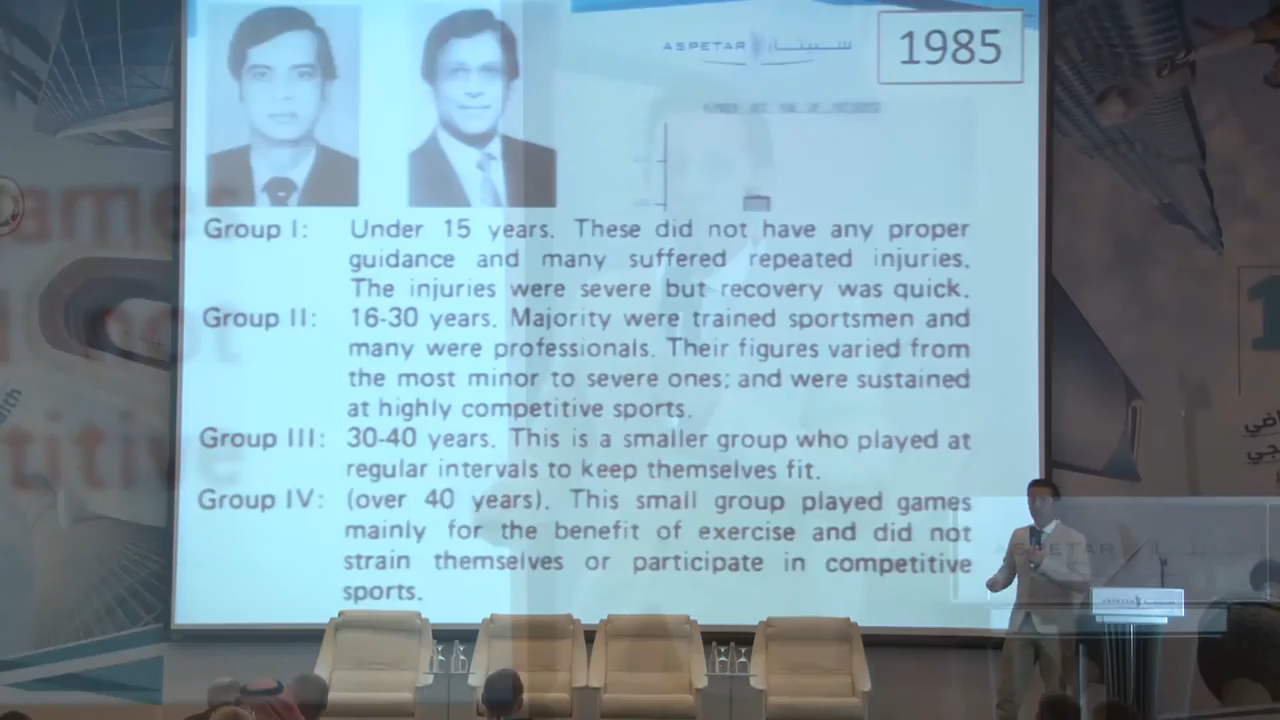 ASPETAR سبيتار
1985
Group I: Under 15 years. These did not have any proper
guidance and many suffered repeated injuries.
The injuries were severe but recovery was quick.
Group II: 16-30 years. Majority were trained sportsmen and
many were professionals. Their figures varied from
the most minor to severe ones; and were sustained
at highly competitive sports.
Group III: 30-40 years. This is a smaller group who played at
regular intervals to keep themselves fit.
Group IV: (over 40 years). This small group played games
mainly for the benefit of exercise and did not
strain themselves or participate in competitive
sports.
ASPETAR
ASPETAR